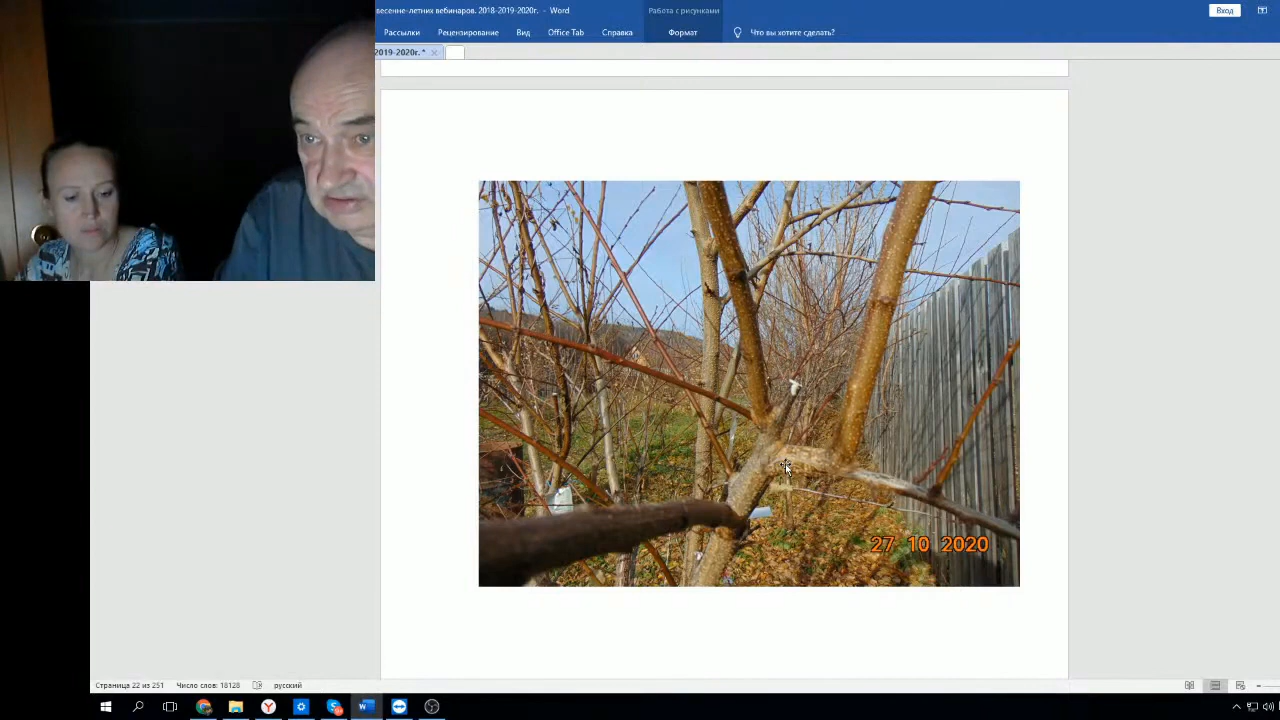 весенне-летних вебинаров. 2018-2019-2020г. - Word
Работа с рисунками
Вход
Рассылки
Рецензирование
Вид
Office Tab
Справка
Формат
Что вы хотите сделать?
2019-2020г. *
27 10 2020
Страница 22 из 251
Число слов: 18128
русский